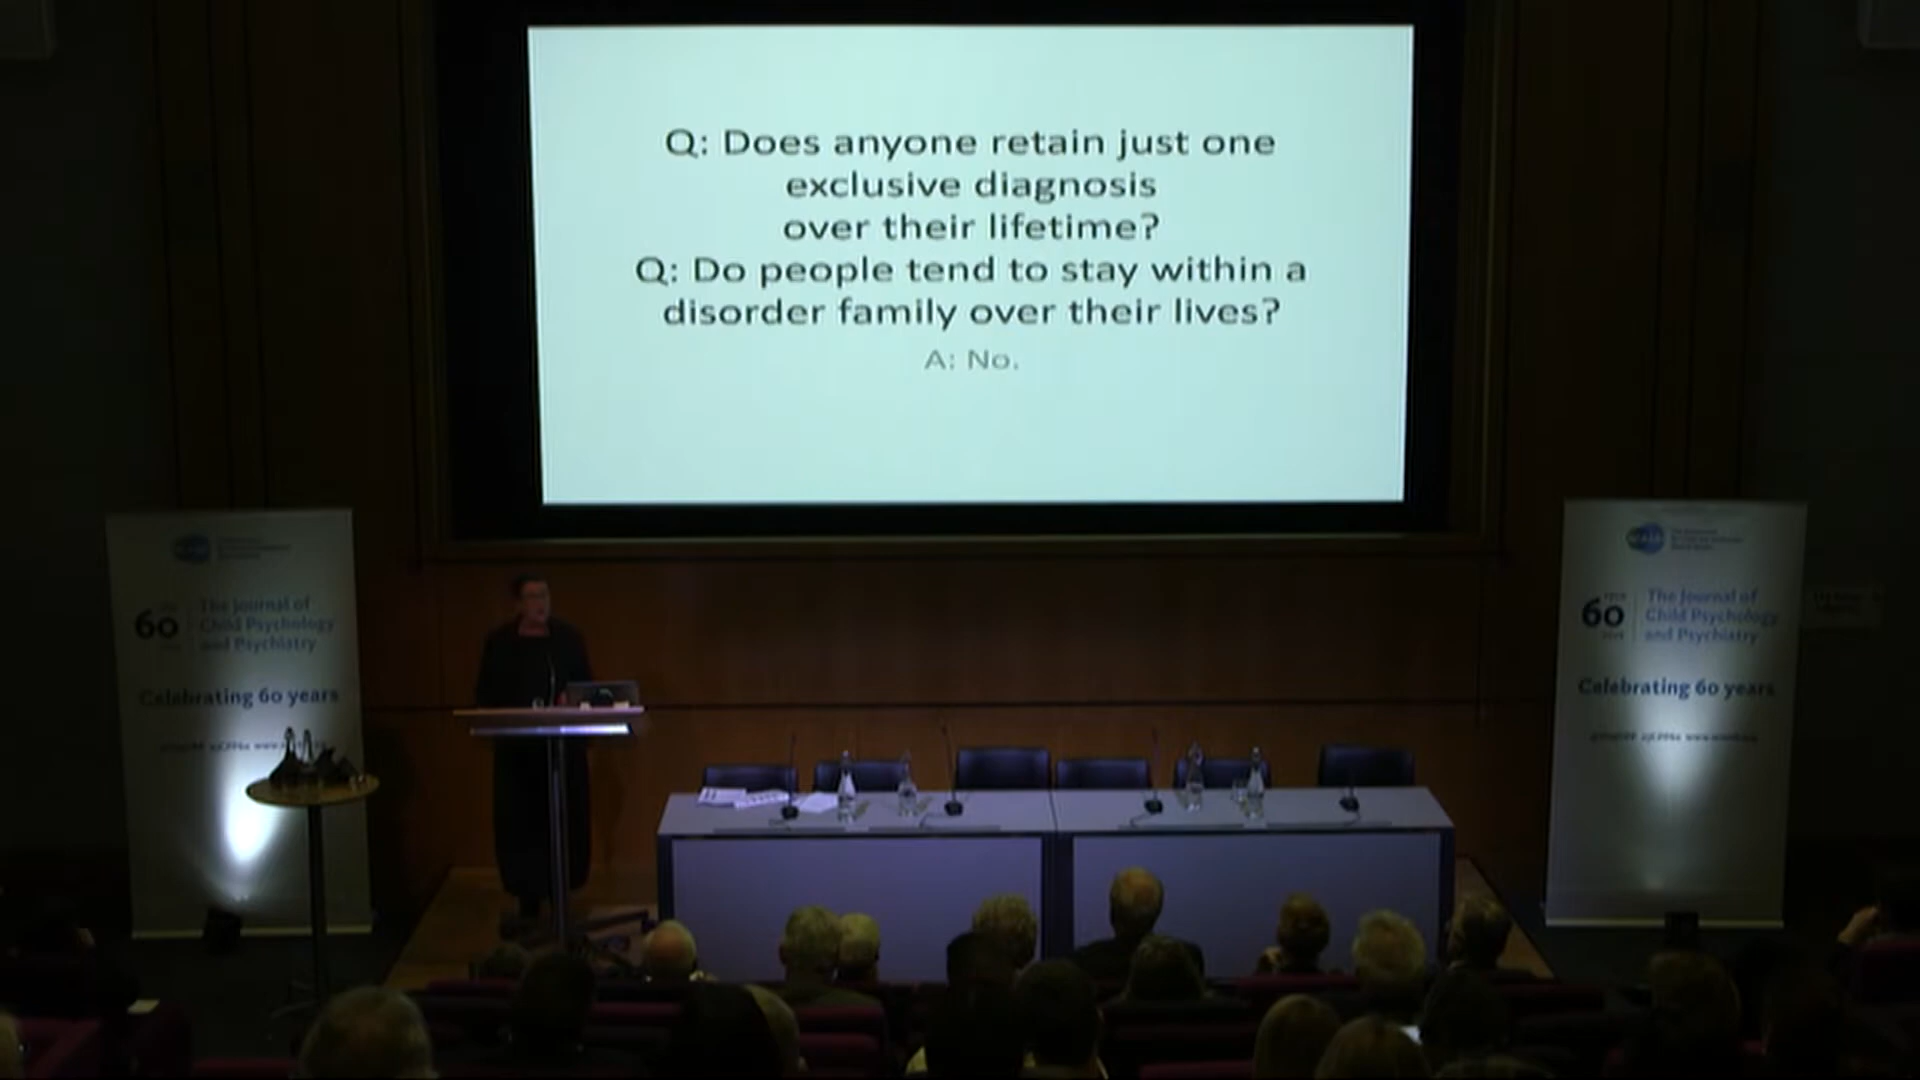 Q: Does anyone retain just one
exclusive diagnosis
over their lifetime?
Q: Do people tend to stay within a
disorder family over their lives?
A: No.
60
The Journal of
Child Psychology
and Psychiatry
Celebrating 60 years
60
The Journal of
Child Psychology
and Psychiatry
Celebrating 60 years